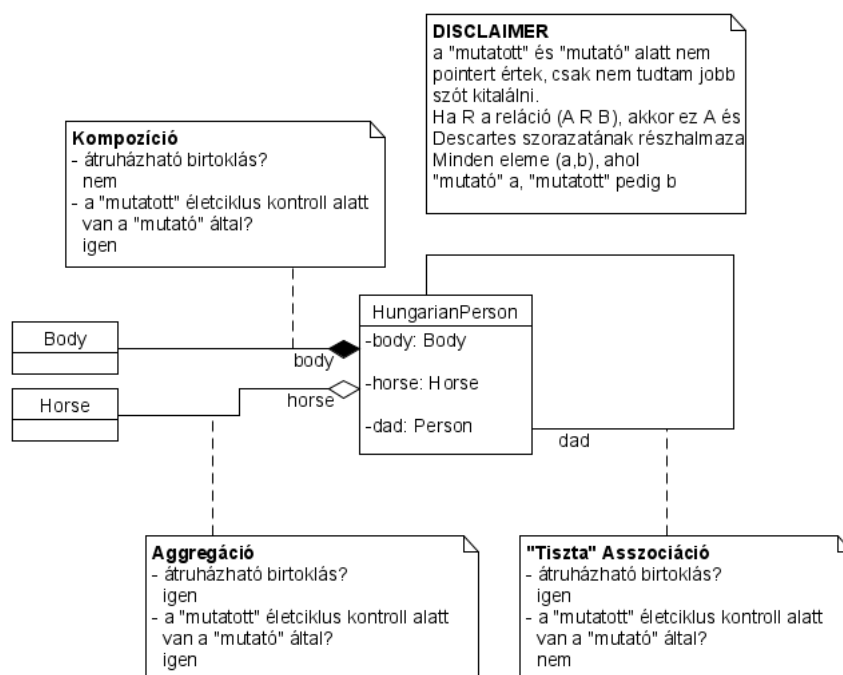 DISCLAIMER
a "mutatott" és "mutató" alatt nem
pointert értek, csak nem tudtam jobb
szót kitalálni.
Ha R a reláció (A R B), akkor ez A és
Descartes szorzatának részhalmaza
Minden eleme (a,b), ahol
"mutató" a, "mutatott" pedig b
Kompozíció
- átruházható birtoklás?
nem
- a "mutatott" életciklus kontroll alatt
van a "mutató" által?
igen
HungarianPerson
-body: Body
-horse: Horse
-dad: Person
Body
body
Horse
horse
dad
Aggregáció
- átruházható birtoklás?
igen
- a "mutatott" életciklus kontroll alatt
van a "mutató" által?
igen
"Tiszta" Asszociáció
- átruházható birtoklás?
igen
- a "mutatott" életciklus kontroll alatt
van a "mutató" által?
nem